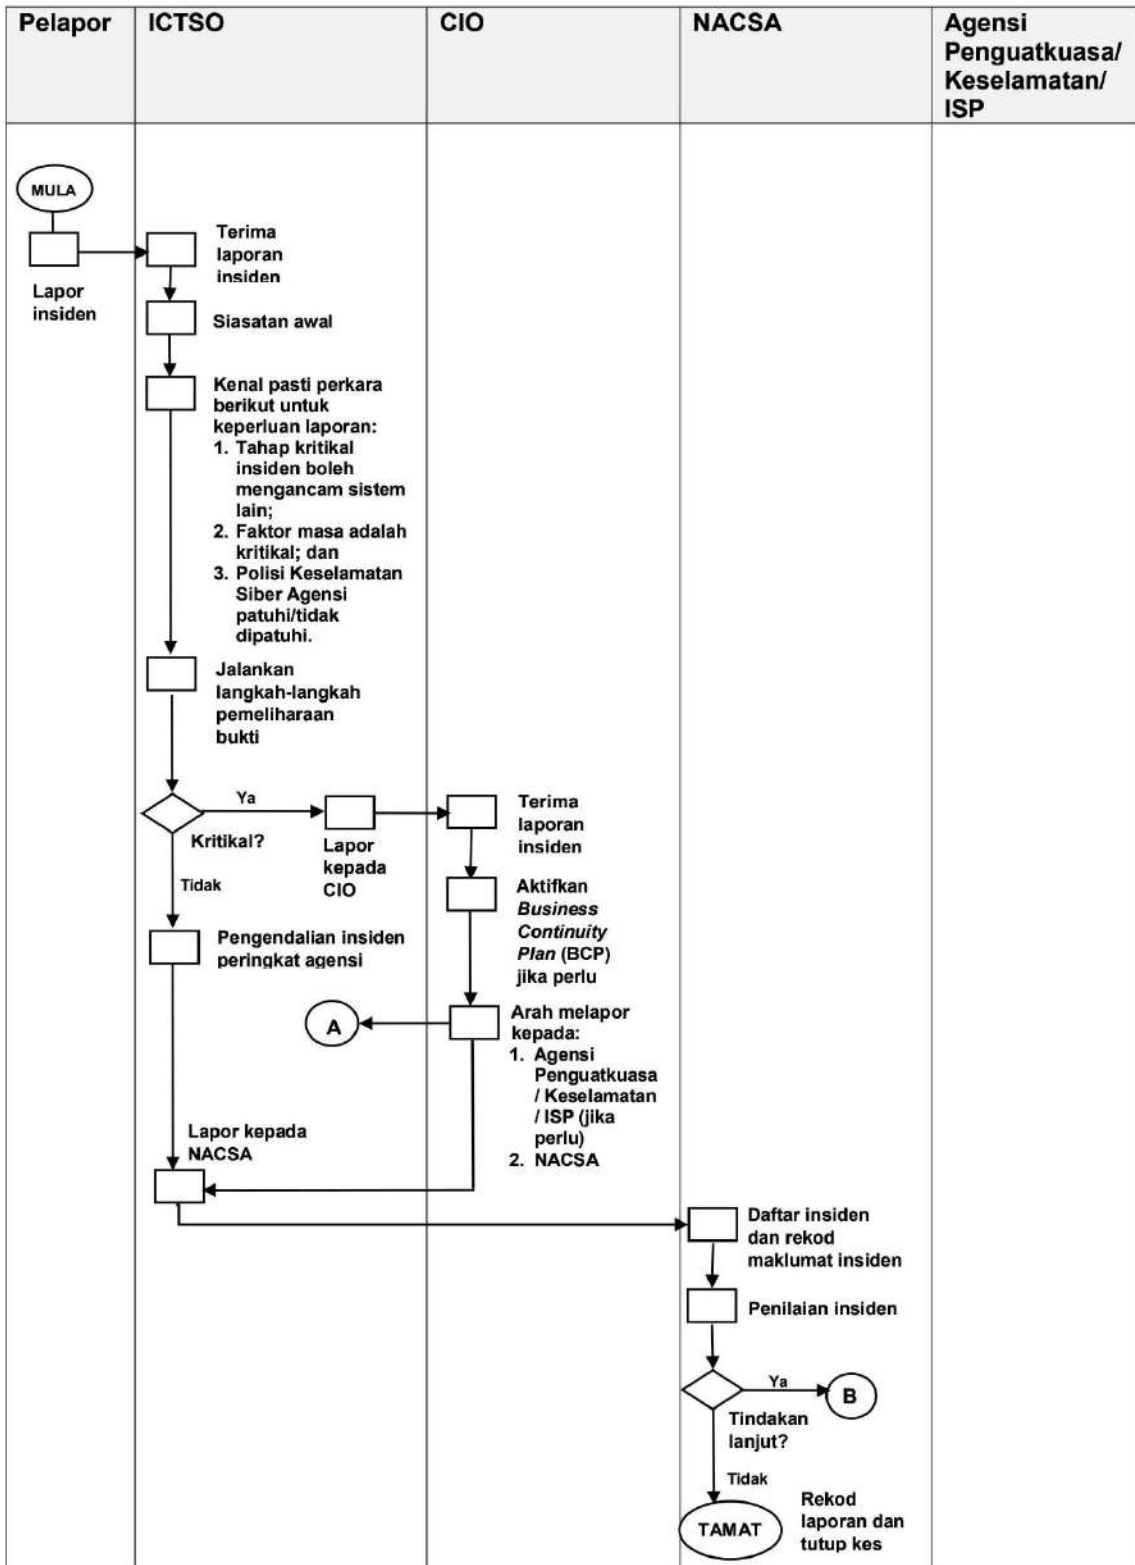 Pelapor
ICTSO
CIO
NACSA
Agensi
Penguatkuasa/
Keselamatan/
ISP
MULA
Lapor
insiden
Terima
laporan
insiden
Siasatan awal
Kenal pasti perkara
berikut untuk
keperluan laporan:
1. Tahap kritikal
insiden boleh
mengancam sistem
lain;
2. Faktor masa adalah
kritikal; dan
3. Polisi Keselamatan
Siber Agensi
patuhi/tidak
dipatuhi.
Jalankan
langkah-langkah
pemeliharaan
bukti
Kritikal?
Ya
Lapor
kepada
CIO
Tidak
Pengendalian insiden
peringkat agensi
Terima
laporan
insiden
Aktifkan
Business
Continuity
Plan (BCP)
jika perlu
A
Arah melapor
kepada:
1. Agensi
Penguatkuasa
/ Keselamatan
/ ISP (jika
perlu)
2. NACSA
Lapor kepada
NACSA
Daftar insiden
dan rekod
maklumat insiden
Penilaian insiden
Ya
B
Tindakan
lanjut?
Tidak
TAMAT
Rekod
laporan dan
tutup kes